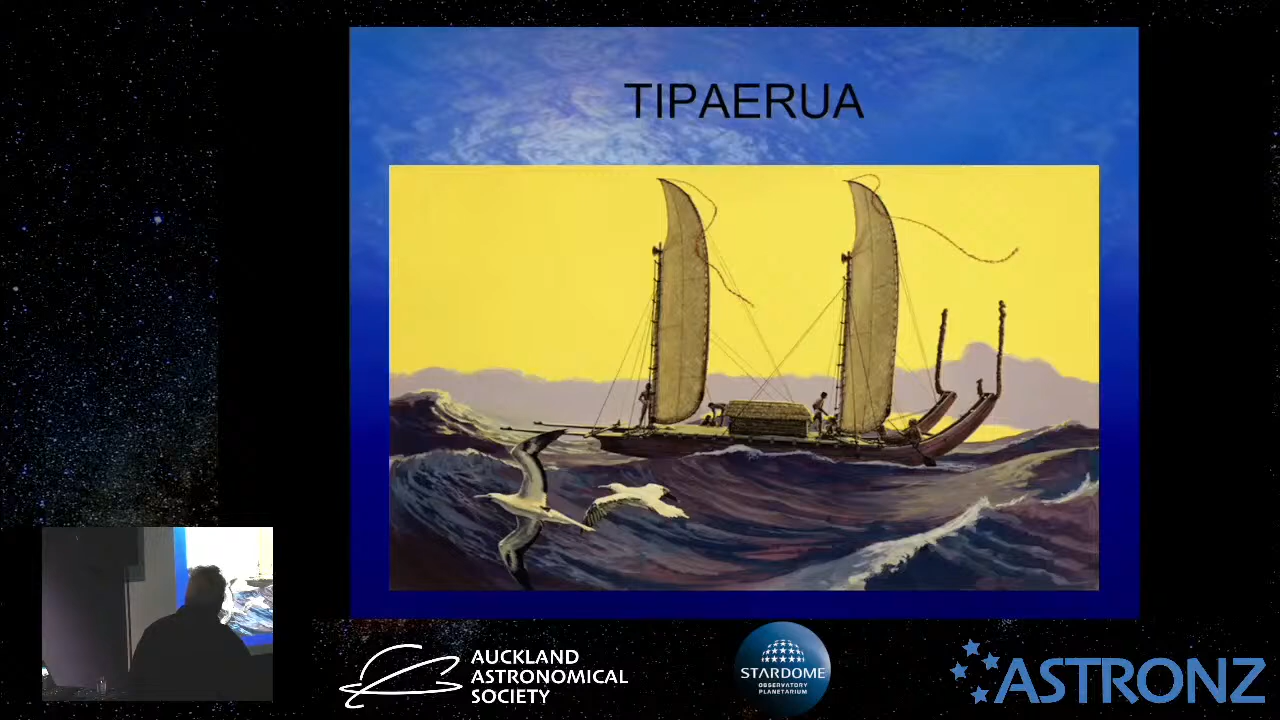 TIPAERUA
AUCKLAND
ASTRONOMICAL
SOCIETY
STARDOME
OBSERVATORY
PLANETARIUM
ASTRONZ